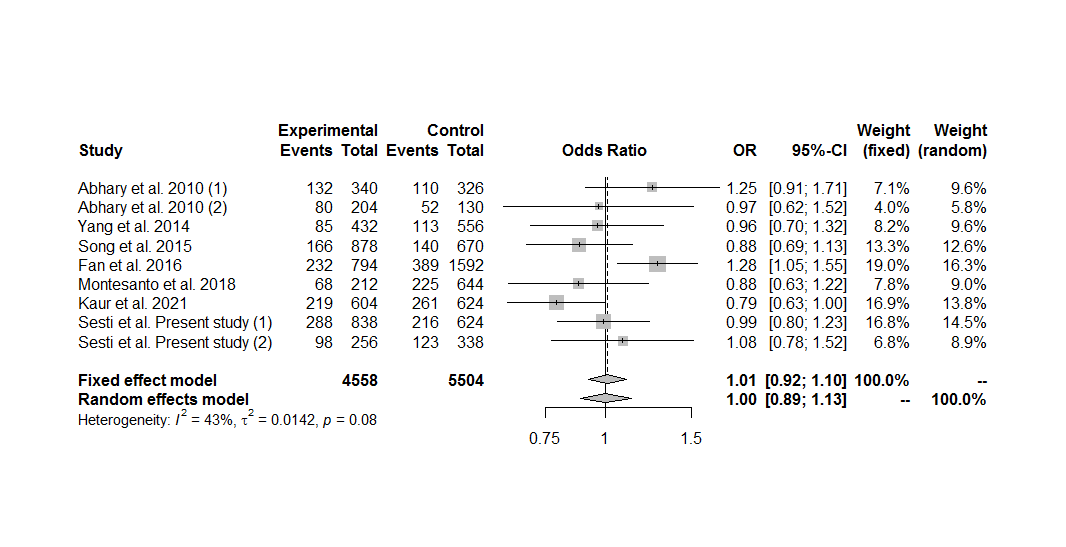 Experimental Control Weight Weight
Study Events Total Events Total Odds Ratio OR 95%-CI (fixed) (random)
Abhary et al. 2010 (1) 132 340 110 326 1.25 [0.91; 1.71] 7.1% 9.6%
Abhary et al. 2010 (2) 80 204 52 130 0.97 [0.62; 1.52] 4.0% 5.8%
Yang et al. 2014 85 432 113 556 0.96 [0.70; 1.32] 8.2% 9.6%
Song et al. 2015 166 878 140 670 0.88 [0.69; 1.13] 13.3% 12.6%
Fan et al. 2016 232 794 389 1592 1.28 [1.05; 1.55] 19.0% 16.3%
Montesanto et al. 2018 68 212 225 644 0.88 [0.63; 1.22] 7.8% 9.0%
Kaur et al. 2021 219 604 261 624 0.79 [0.63; 1.00] 16.9% 13.8%
Sesti et al. Present study (1) 288 838 216 624 0.99 [0.80; 1.23] 16.8% 14.5%
Sesti et al. Present study (2) 98 256 123 338 1.08 [0.78; 1.52] 6.8% 8.9%
Fixed effect model 4558 5504 1.01 [0.92; 1.10] 100.0% --
Random effects model 1.00 [0.89; 1.13] -- 100.0%
Heterogeneity: I² = 43%, τ² = 0.0142, p = 0.08
0.75 1 1.5